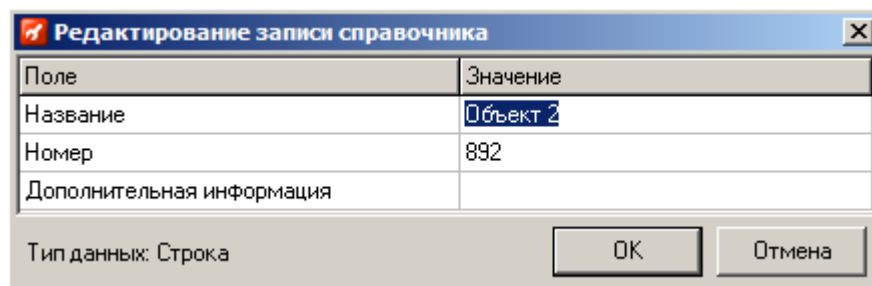 Редактирование записи справочника
Поле Значение
Название Объект 2
Номер 892
Дополнительная информация
Тип данных: Строка OK Отмена